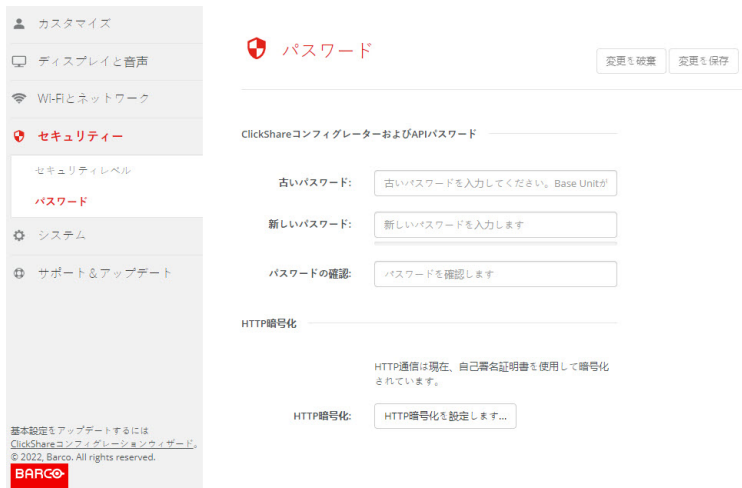 カスタマイズ
ディスプレイと音声
Wi-Fiとネットワーク
セキュリティー
セキュリティレベル
パスワード
システム
サポート＆アップデート
基本設定をアップデートするには
ClickShareコンフィグレーションウィザード。
© 2022, Barco. All rights reserved.
BARCO
パスワード
変更を破棄 変更を保存
ClickShareコンフィグレーターおよびAPIパスワード
古いパスワード: 古いパスワードを入力してください。Base Unitが
新しいパスワード: 新しいパスワードを入力します
パスワードの確認: パスワードを確認します
HTTP暗号化
HTTP通信は現在、自己署名証明書を使用して暗号化
されています。
HTTP暗号化: HTTP暗号化を設定します...